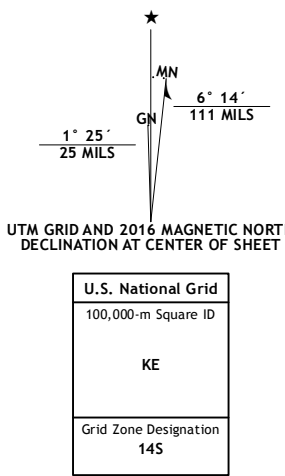 MN
GN
6° 14´
111 MILS
1° 25´
25 MILS
UTM GRID AND 2016 MAGNETIC NORTH
DECLINATION AT CENTER OF SHEET
U.S. National Grid
100,000-m Square ID
KE
Grid Zone Designation
14S